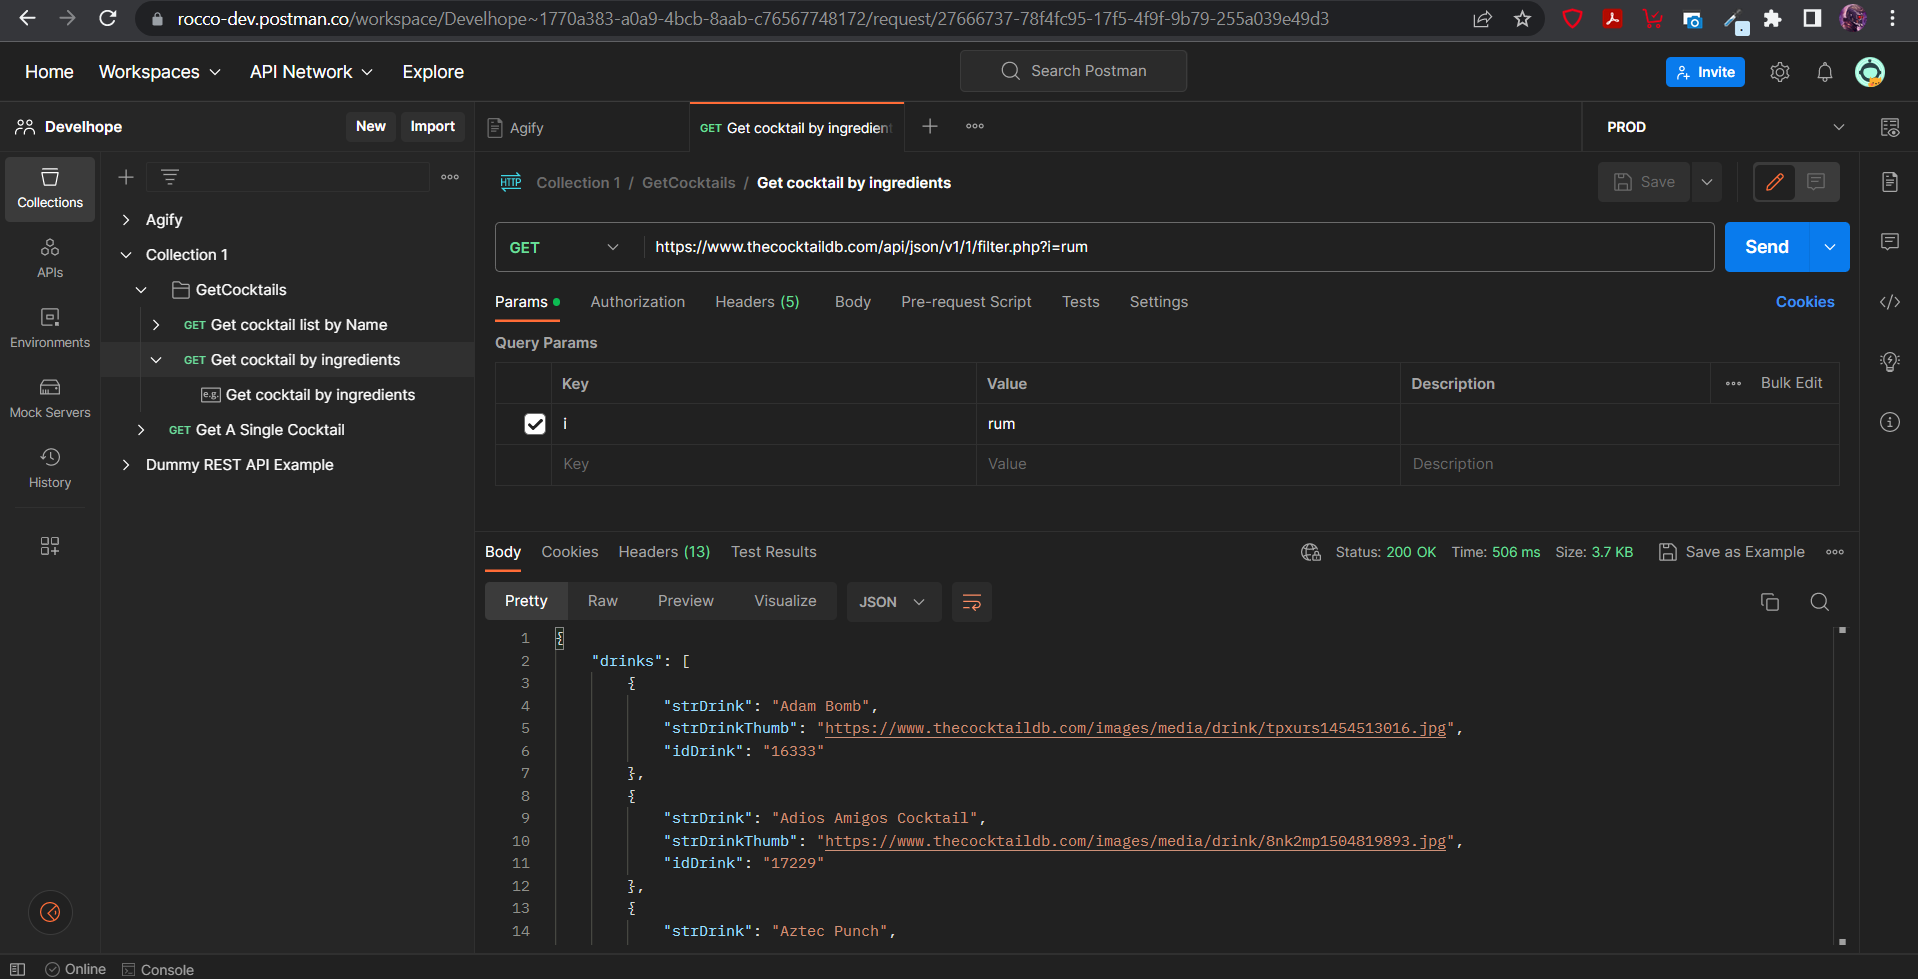 rocco-dev.postman.co/workspace/Develhope~1770a383-a0a9-4bcb-8aab-c76567748172/request/27666737-78f4fc95-17f5-4f9f-9b79-255a039e49d3
Home Workspaces API Network Explore Search Postman Invite
Develhope New Import
Agify GET Get cocktail by ingredien PROD
Collections
APIs
Environments
Mock Servers
History
Agify
Collection 1
GetCocktails
GET Get cocktail list by Name
GET Get cocktail by ingredients
e.g. Get cocktail by ingredients
GET Get A Single Cocktail
Dummy REST API Example
HTTP Collection 1 / GetCocktails / Get cocktail by ingredients Save
GET https://www.thecocktaildb.com/api/json/v1/1/filter.php?i=rum Send
Params Authorization Headers (5) Body Pre-request Script Tests Settings Cookies
Query Params
Key Value Description Bulk Edit
i rum
Key Value Description
Body Cookies Headers (13) Test Results Status: 200 OK Time: 506 ms Size: 3.7 KB Save as Example
Pretty Raw Preview Visualize JSON
1 {
2 "drinks": [
3 {
4 "strDrink": "Adam Bomb",
5 "strDrinkThumb": "https://www.thecocktaildb.com/images/media/drink/tpxurs1454513016.jpg",
6 "idDrink": "16333"
7 },
8 {
9 "strDrink": "Adios Amigos Cocktail",
10 "strDrinkThumb": "https://www.thecocktaildb.com/images/media/drink/8nk2mp1504819893.jpg",
11 "idDrink": "17229"
12 },
13 {
14 "strDrink": "Aztec Punch",
Online Console